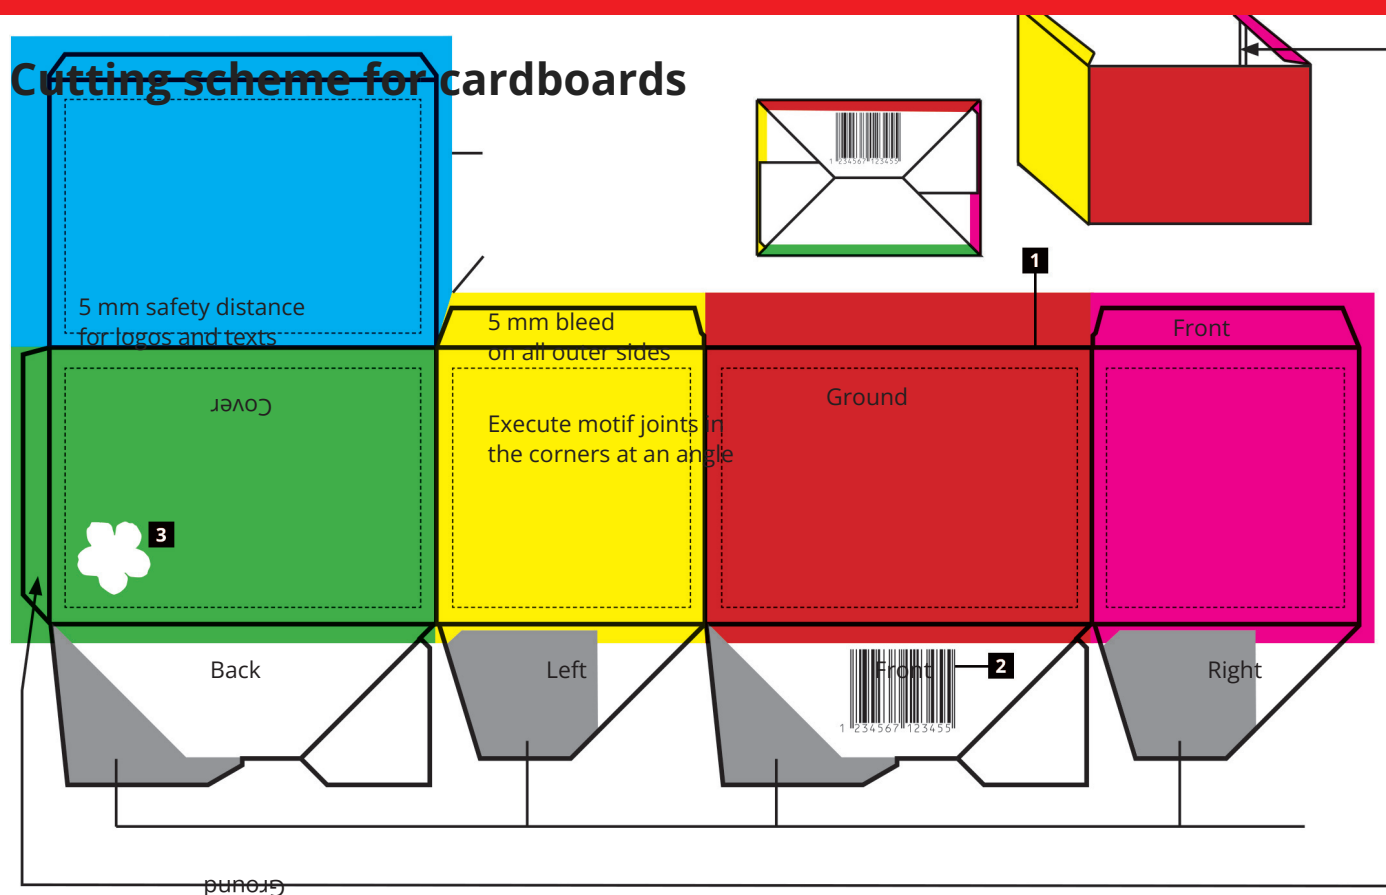 Cutting scheme for cardboards
1 234567 123455
1
5 mm safety distance
for logos and texts
5 mm bleed
on all outer sides
Front
Cover
Ground
Execute motif joints in
the corners at an angle
3
Back
Left
Front
2
Right
1 234567 123455
Ground